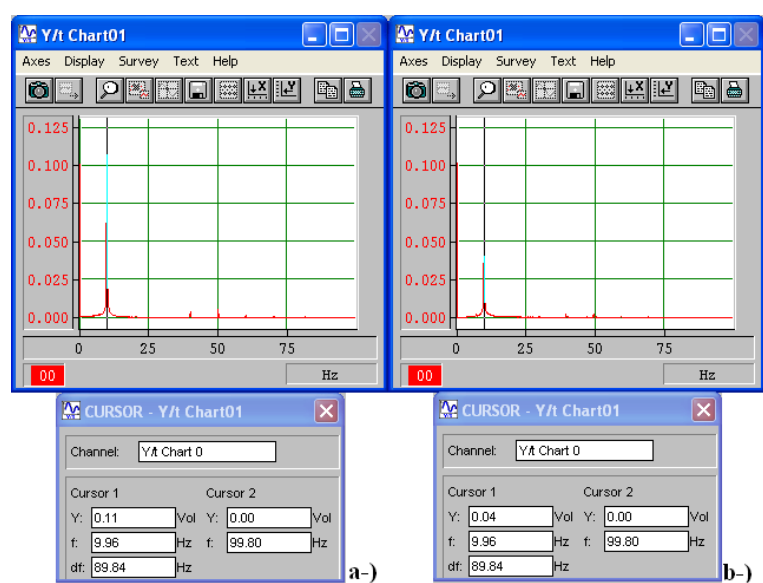 Y/t Chart01
Axes Display Survey Text Help
0.125
0.100
0.075
0.050
0.025
0.000
0 25 50 75
00 Hz
CURSOR - Y/t Chart01
Channel: Y/t Chart 0
Cursor 1 Cursor 2
Y: 0.11 Vol Y: 0.00 Vol
f: 9.96 Hz f: 99.80 Hz
df: 89.84 Hz
a-)
Y/t Chart01
Axes Display Survey Text Help
0.125
0.100
0.075
0.050
0.025
0.000
0 25 50 75
00 Hz
CURSOR - Y/t Chart01
Channel: Y/t Chart 0
Cursor 1 Cursor 2
Y: 0.04 Vol Y: 0.00 Vol
f: 9.96 Hz f: 99.80 Hz
df: 89.84 Hz
b-)